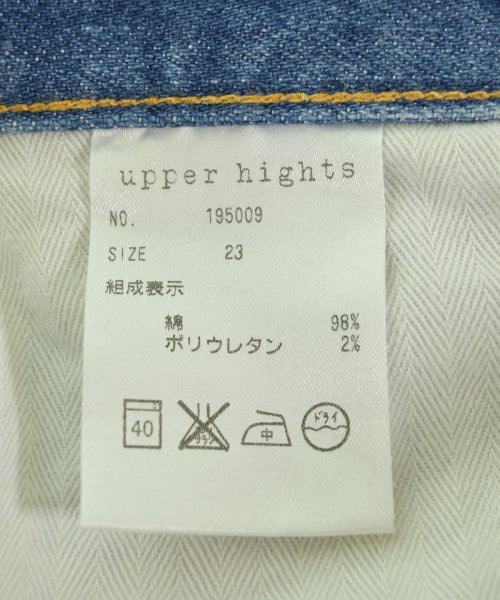 upper hights
NO. 195009
SIZE 23
組成表示
綿 98%
ポリウレタン 2%
40 中 ドライ